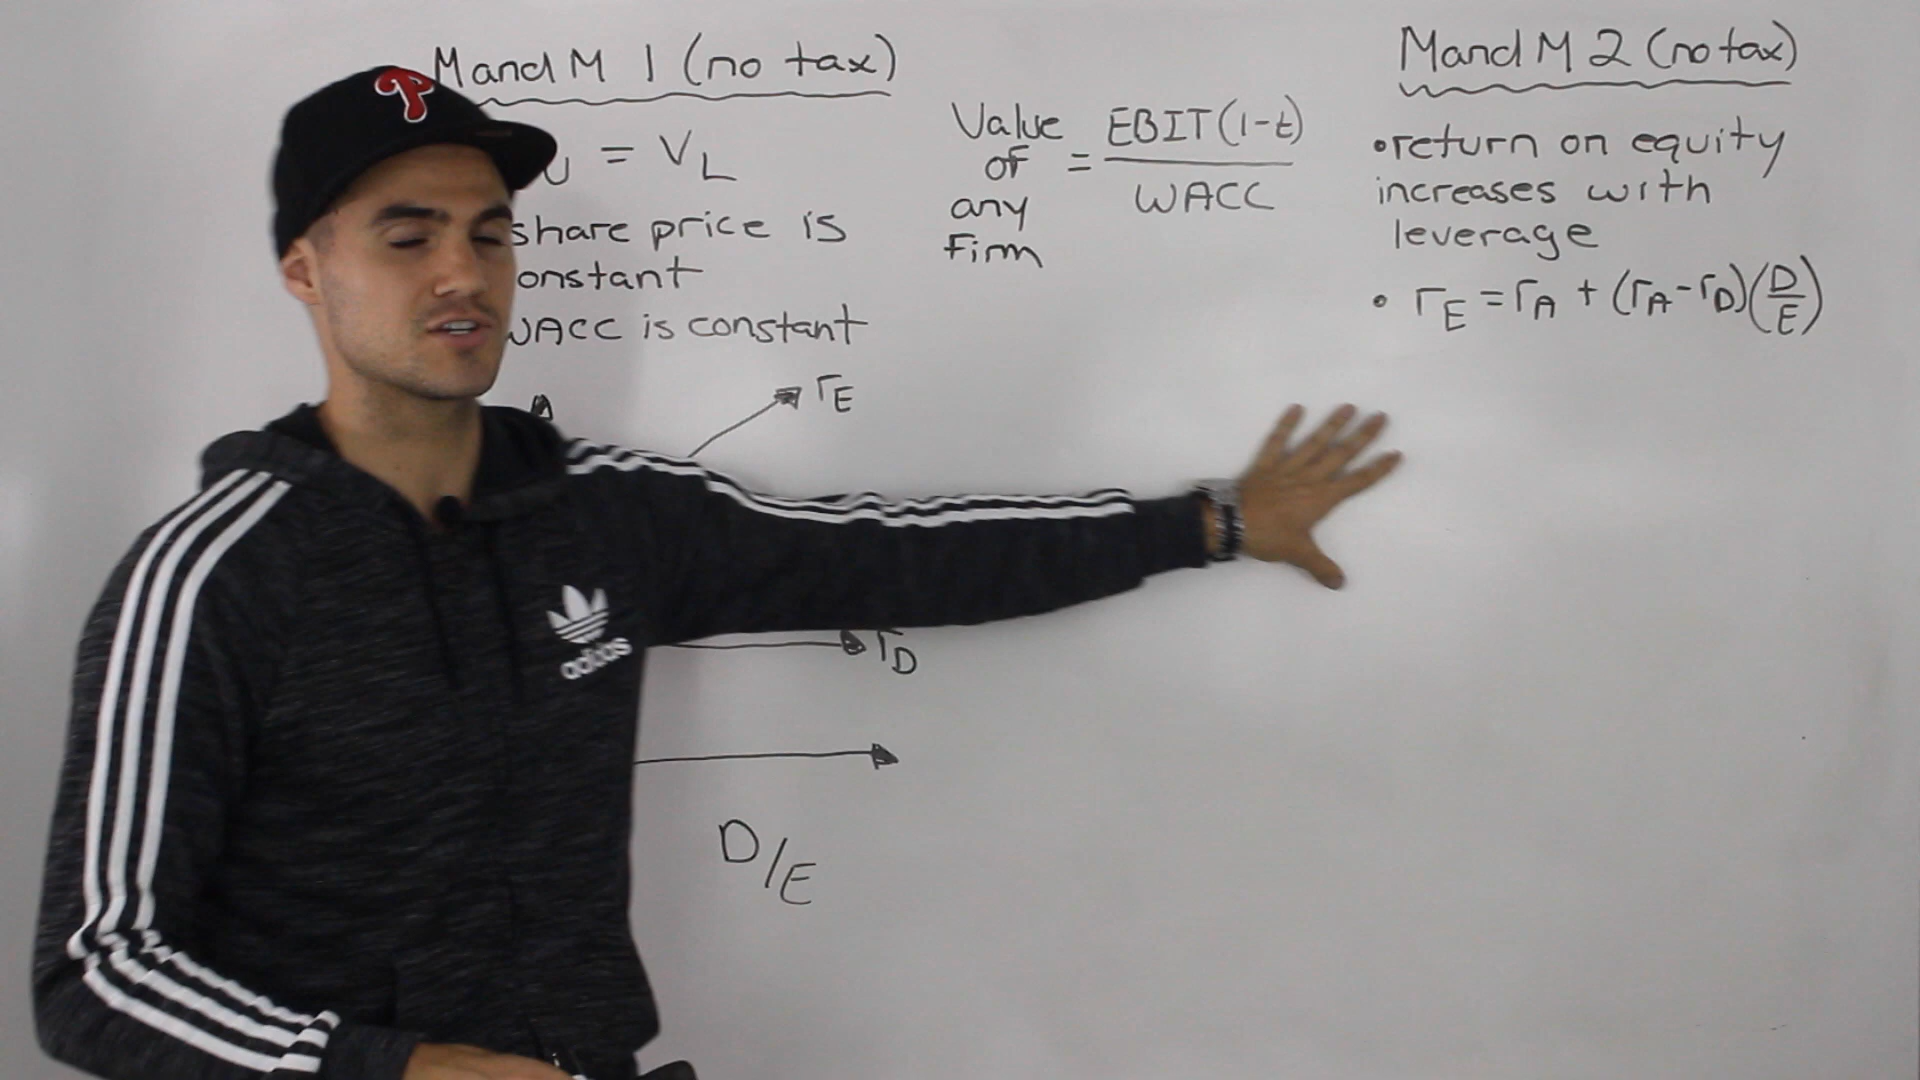 M and M 1 (no tax)
U = VL
share price is
onstant
WACC is constant
rE
rD
D/E
Value of any firm = EBIT(1-t) / WACC
M and M 2 (no tax)
•return on equity
increases with
leverage
• rE = rA + (rA - rD)(D/E)
P
adidas